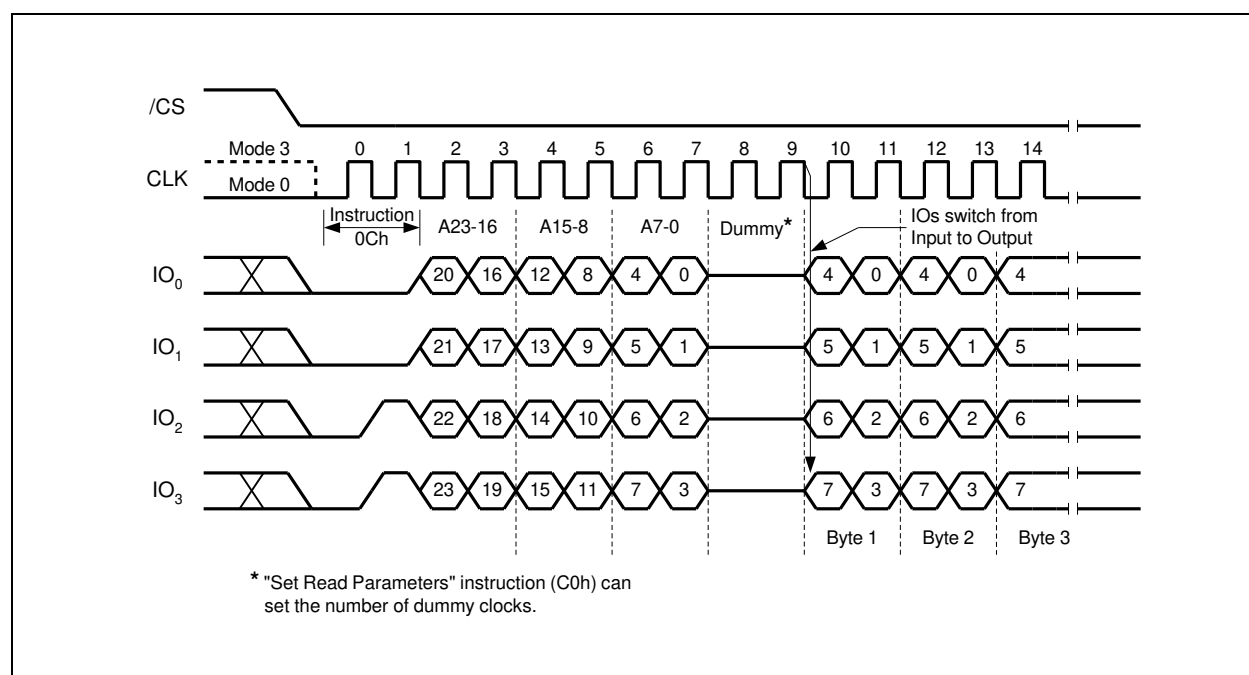 /CS
Mode 3 0 1 2 3 4 5 6 7 8 9 10 11 12 13 14
CLK
Mode 0
Instruction
0Ch
A23-16 A15-8 A7-0 Dummy*
IOs switch from
Input to Output
IO0 20 16 12 8 4 0 4 0 4 0 4
IO1 21 17 13 9 5 1 5 1 5 1 5
IO2 22 18 14 10 6 2 6 2 6 2 6
IO3 23 19 15 11 7 3 7 3 7 3 7
Byte 1 Byte 2 Byte 3
* "Set Read Parameters" instruction (C0h) can
set the number of dummy clocks.